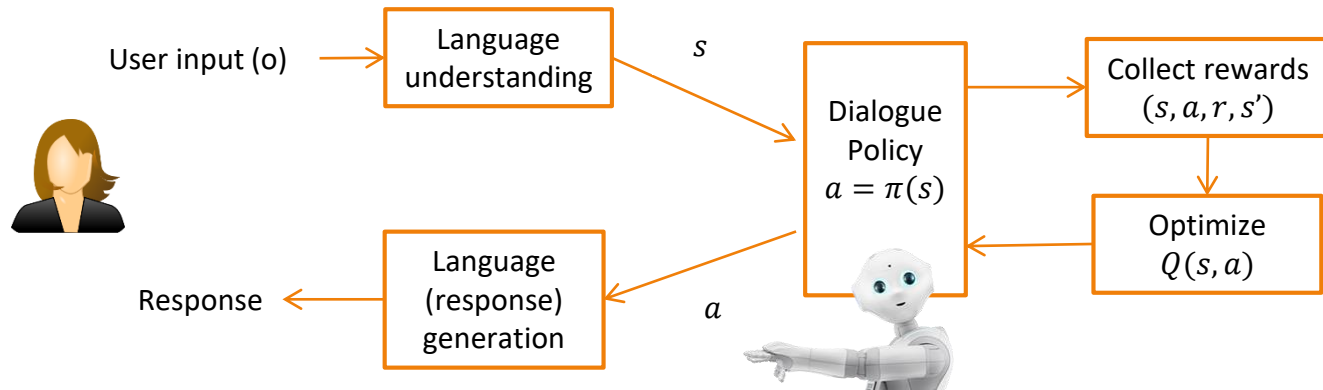 User input (o)
Language
understanding
s
Dialogue
Policy
a = π(s)
Collect rewards
(s, a, r, s’)
Optimize
Q(s, a)
a
Language
(response)
generation
Response